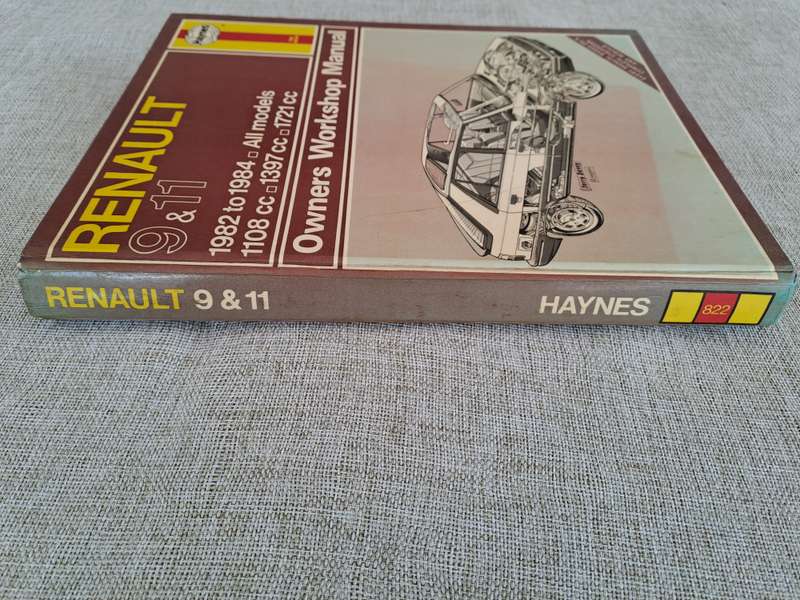 Haynes
RENAULT
9 & 11
1982 to 1984 □ All models
1108 cc □ 1397 cc □ 1721 cc
Owners Workshop Manual
RENAULT 9 & 11
HAYNES
822